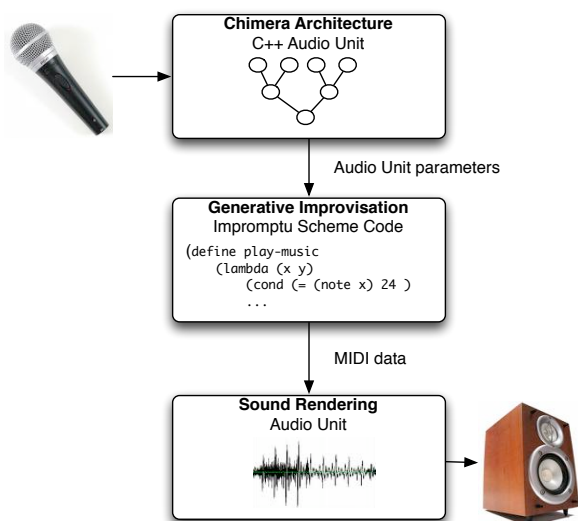 Chimera Architecture
C++ Audio Unit
Audio Unit parameters
Generative Improvisation
Impromptu Scheme Code
(define play-music
(lambda (x y)
(cond (= (note x) 24 )
...
MIDI data
Sound Rendering
Audio Unit